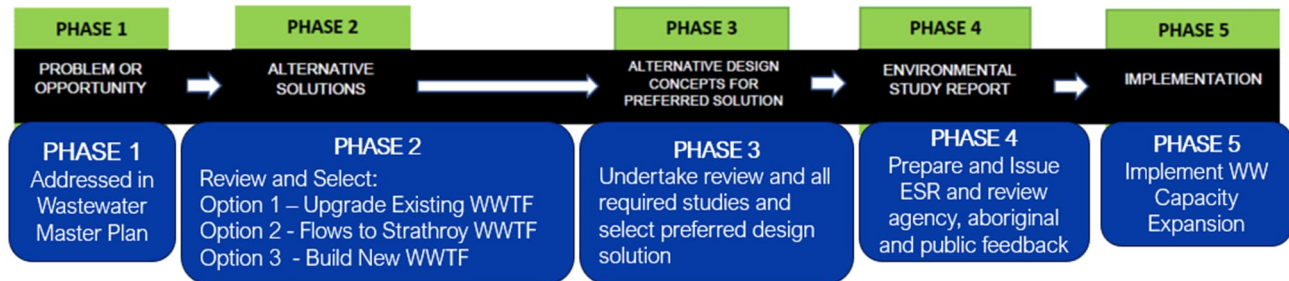 PHASE 1
PROBLEM OR
OPPORTUNITY
PHASE 2
ALTERNATIVE
SOLUTIONS
PHASE 3
ALTERNATIVE DESIGN
CONCEPTS FOR
PREFERRED SOLUTION
PHASE 4
ENVIRONMENTAL
STUDY REPORT
PHASE 5
IMPLEMENTATION
PHASE 1
Addressed in
Wastewater
Master Plan
PHASE 2
Review and Select:
Option 1 – Upgrade Existing WWTF
Option 2 - Flows to Strathroy WWTF
Option 3 - Build New WWTF
PHASE 3
Undertake review and all
required studies and
select preferred design
solution
PHASE 4
Prepare and Issue
ESR and review
agency, aboriginal
and public feedback
PHASE 5
Implement WW
Capacity
Expansion